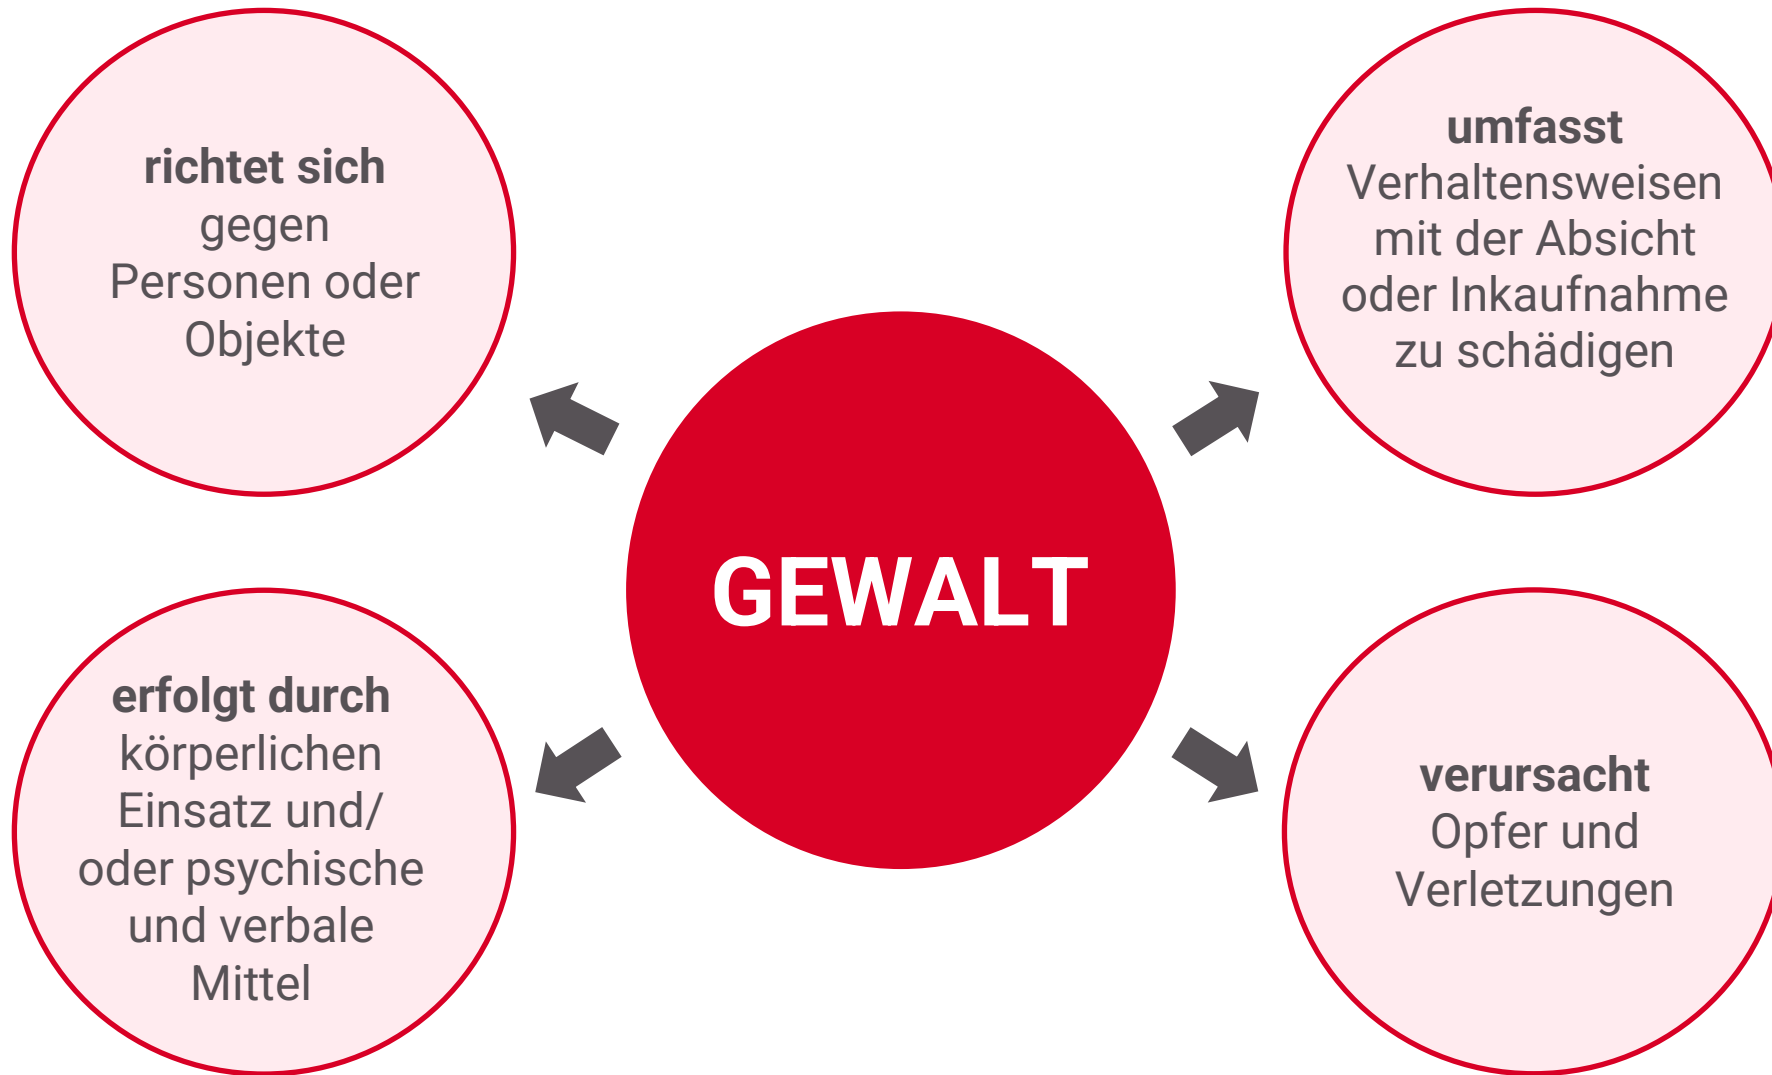 richtet sich
gegen
Personen oder
Objekte
umfasst
Verhaltensweisen
mit der Absicht
oder Inkaufnahme
zu schädigen
GEWALT
erfolgt durch
körperlichen
Einsatz und/
oder psychische
und verbale
Mittel
verursacht
Opfer und
Verletzungen